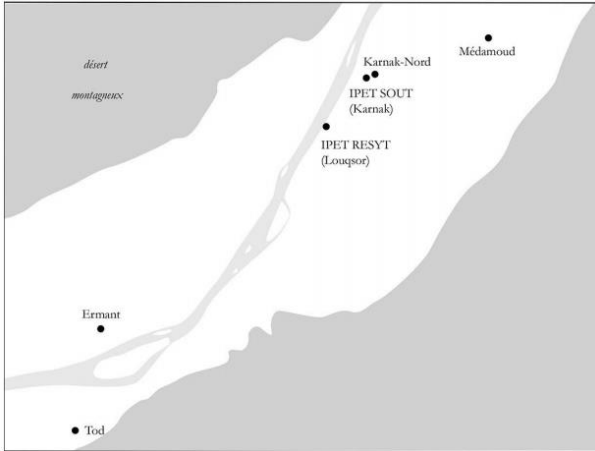 désert
montagneux
Médamoud
Karnak-Nord
IPET SOUT
(Karnak)
IPET RESYT
(Louqsor)
Ermant
Tod